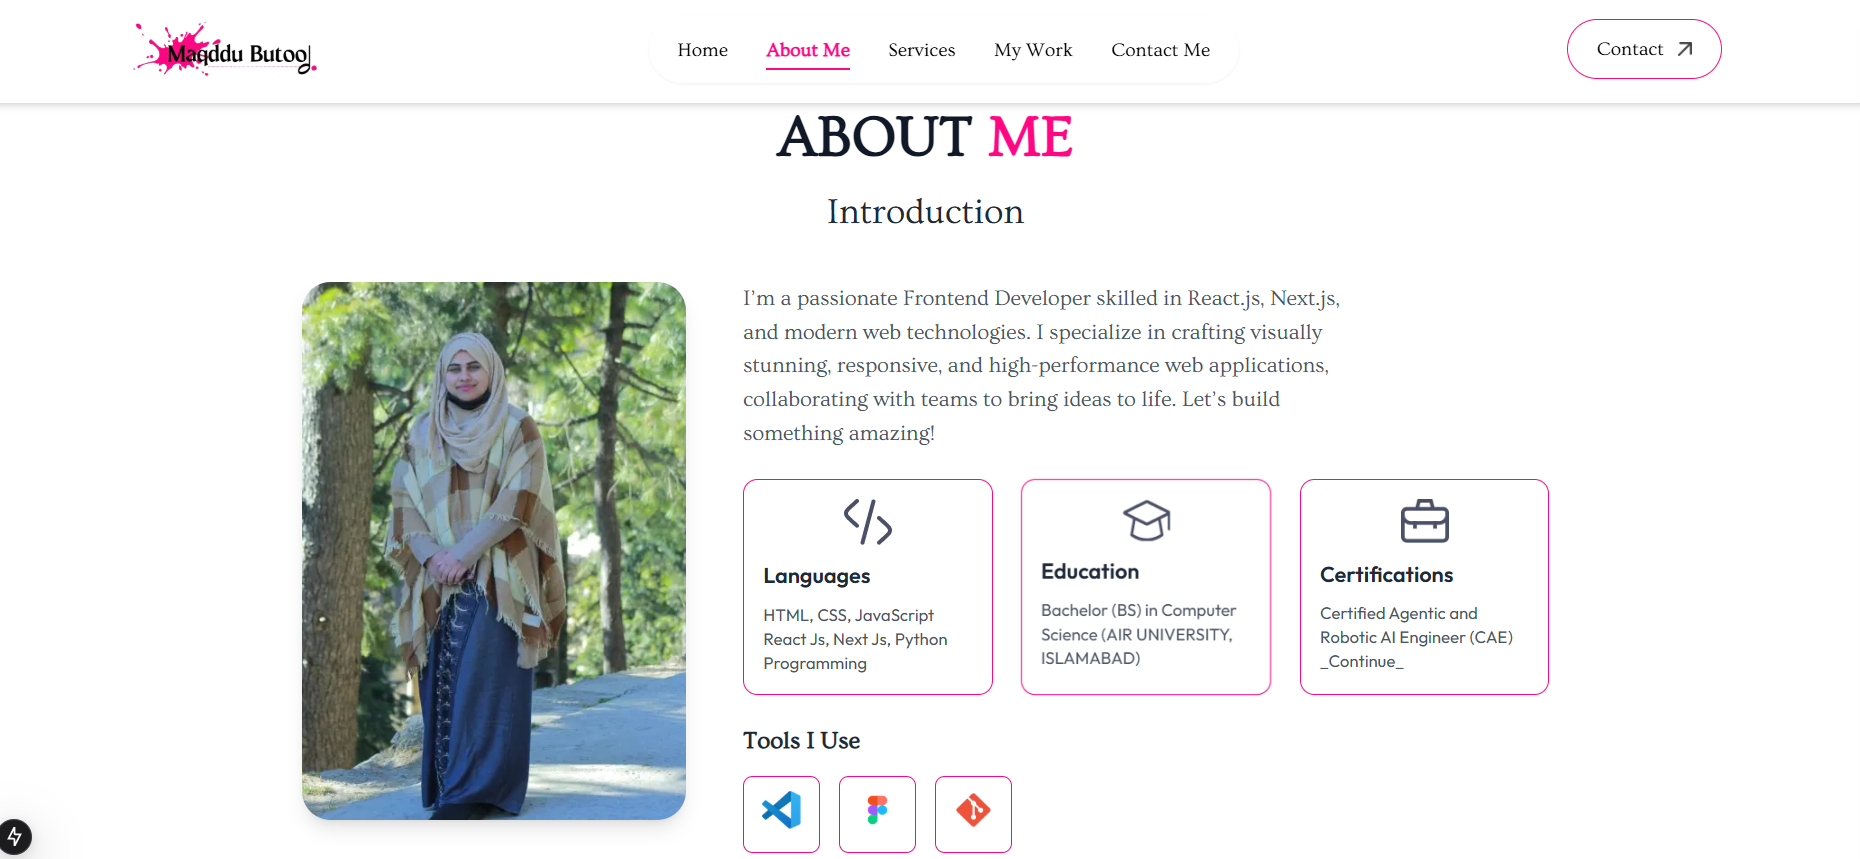 Maqddu Butool
Home
About Me
Services
My Work
Contact Me
Contact
ABOUT ME
Introduction
I’m a passionate Frontend Developer skilled in React.js, Next.js,
and modern web technologies. I specialize in crafting visually
stunning, responsive, and high-performance web applications,
collaborating with teams to bring ideas to life. Let’s build
something amazing!
Languages
HTML, CSS, JavaScript
React Js, Next Js, Python
Programming
Education
Bachelor (BS) in Computer
Science (AIR UNIVERSITY,
ISLAMABAD)
Certifications
Certified Agentic and
Robotic AI Engineer (CAE)
_Continue_
Tools I Use